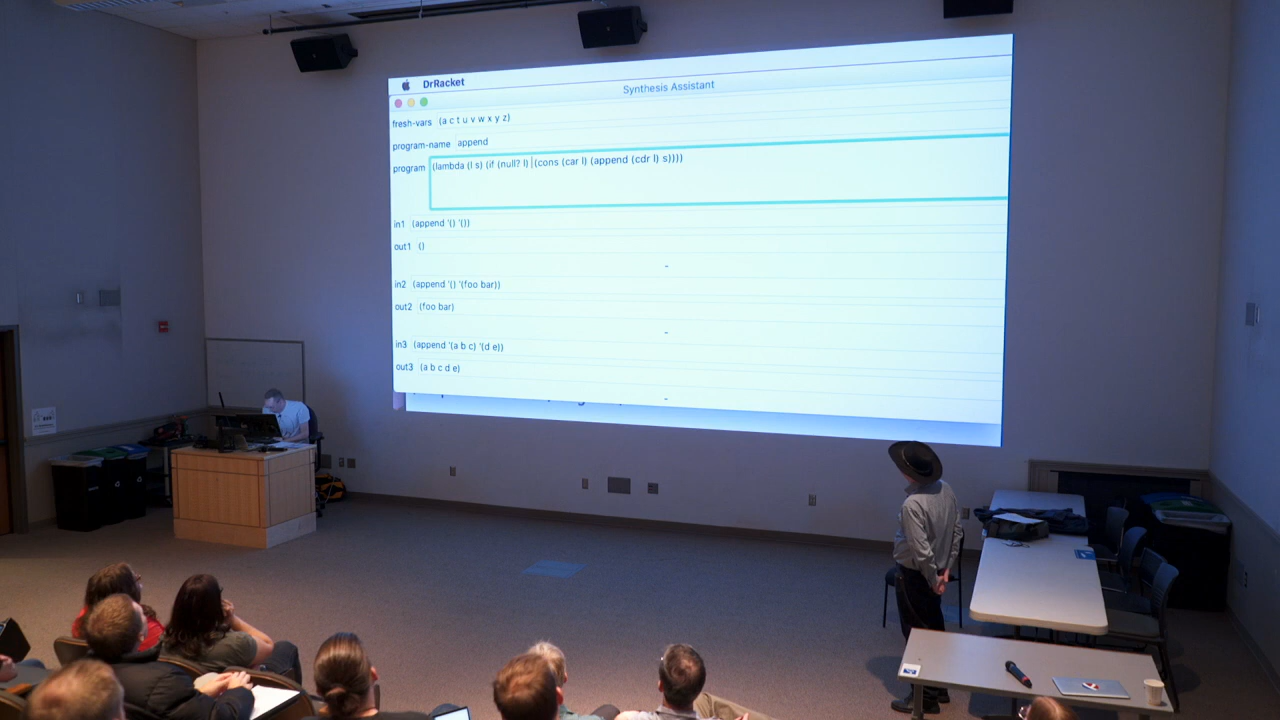 DrRacket
Synthesis Assistant
fresh-vars (a c t u v w x y z)
program-name append
program (lambda (l s) (if (null? l) (cons (car l) (append (cdr l) s))))
in1 (append '() '())
out1 ()
in2 (append '() '(foo bar))
out2 (foo bar)
in3 (append '(a b c) '(d e))
out3 (a b c d e)